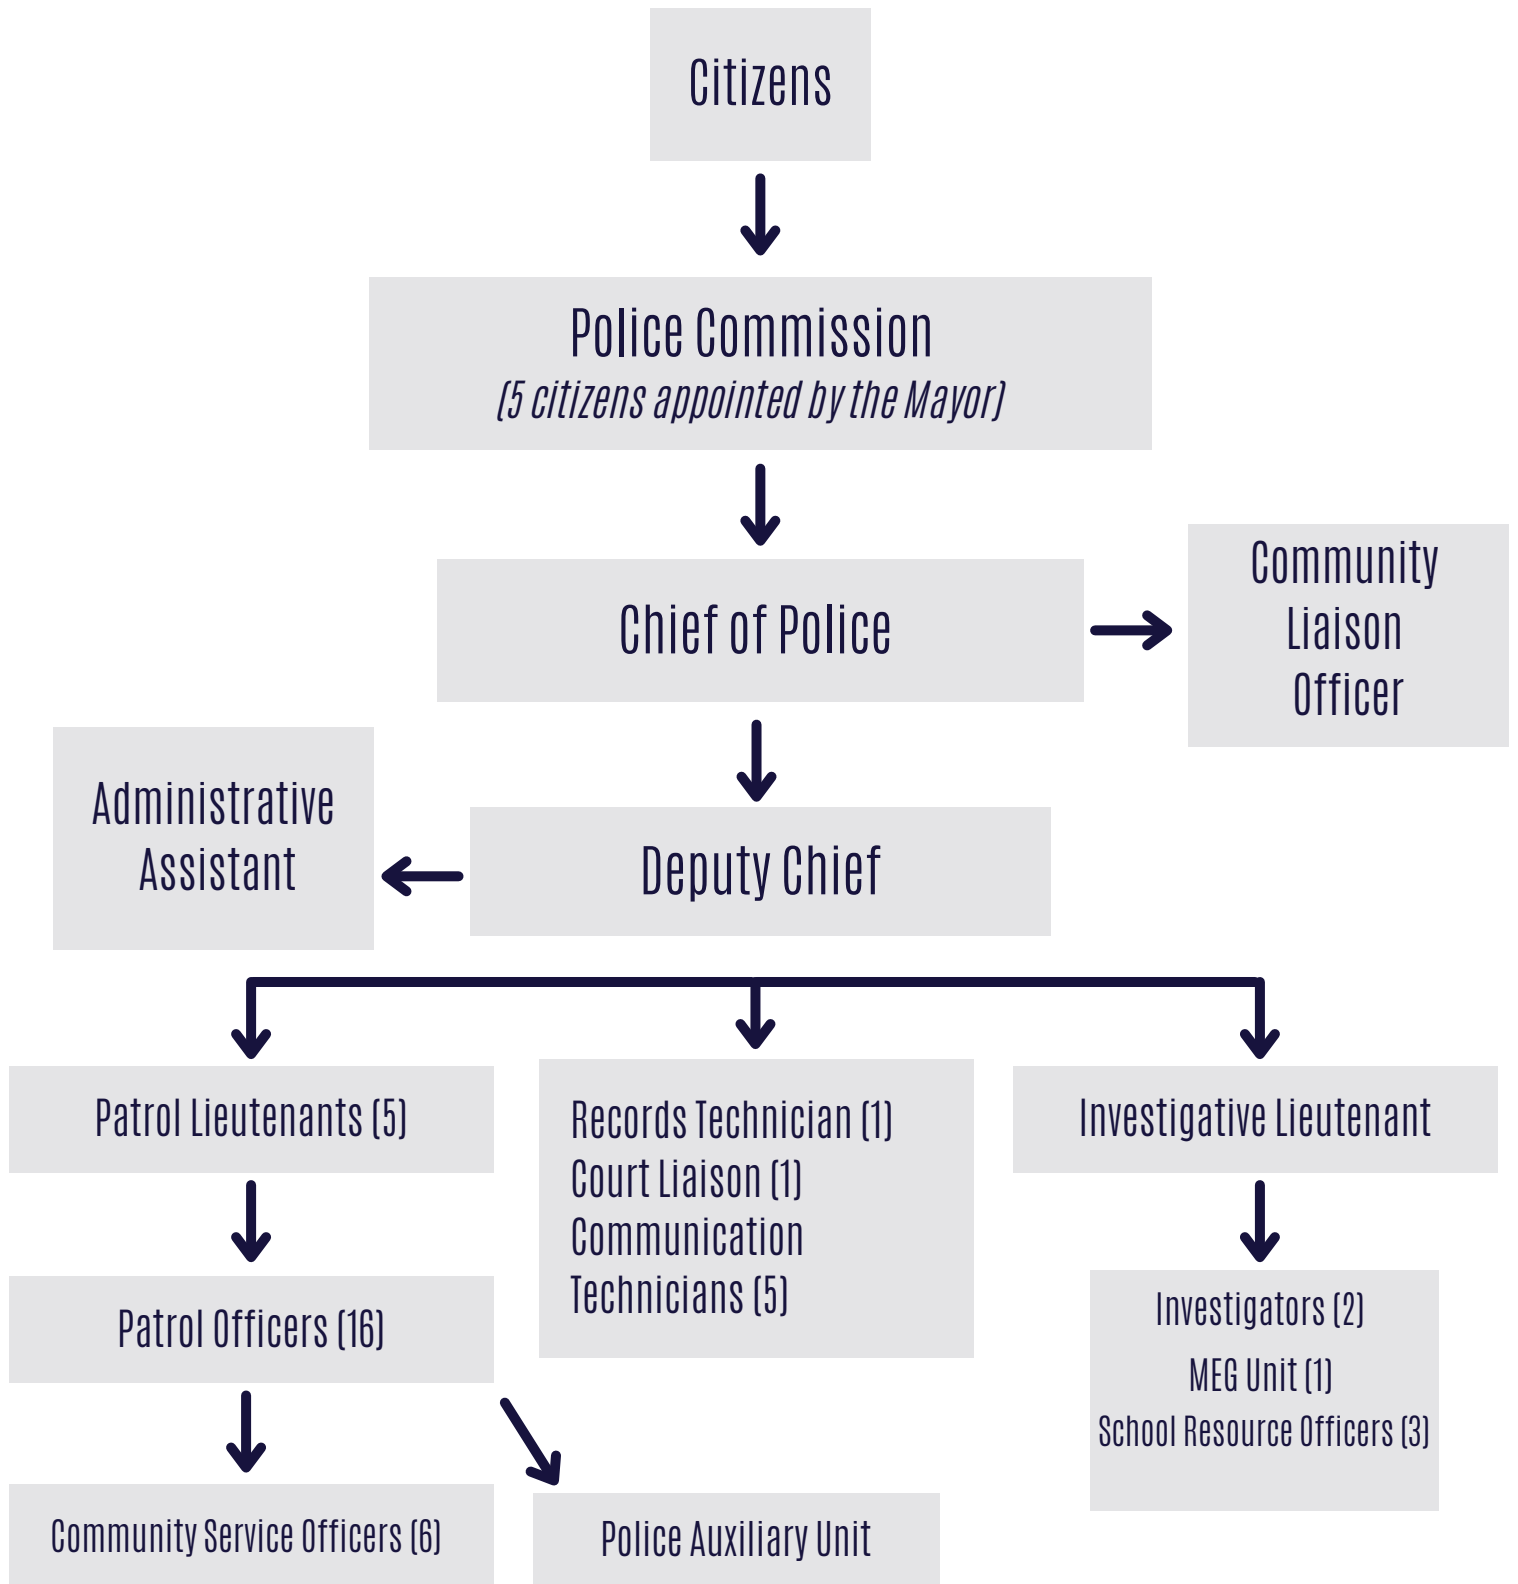 Citizens
Police Commission
(5 citizens appointed by the Mayor)
Chief of Police
Community
Liaison
Officer
Administrative
Assistant
Deputy Chief
Patrol Lieutenants (5)
Records Technician (1)
Court Liaison (1)
Communication
Technicians (5)
Investigative Lieutenant
Patrol Officers (16)
Investigators (2)
MEG Unit (1)
School Resource Officers (3)
Community Service Officers (6)
Police Auxiliary Unit